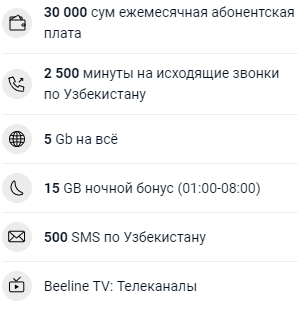 30 000 сум ежемесячная абонентская
плата
2 500 минуты на исходящие звонки
по Узбекистану
5 Gb на всё
15 GB ночной бонус (01:00-08:00)
500 SMS по Узбекистану
Beeline TV: Телеканалы